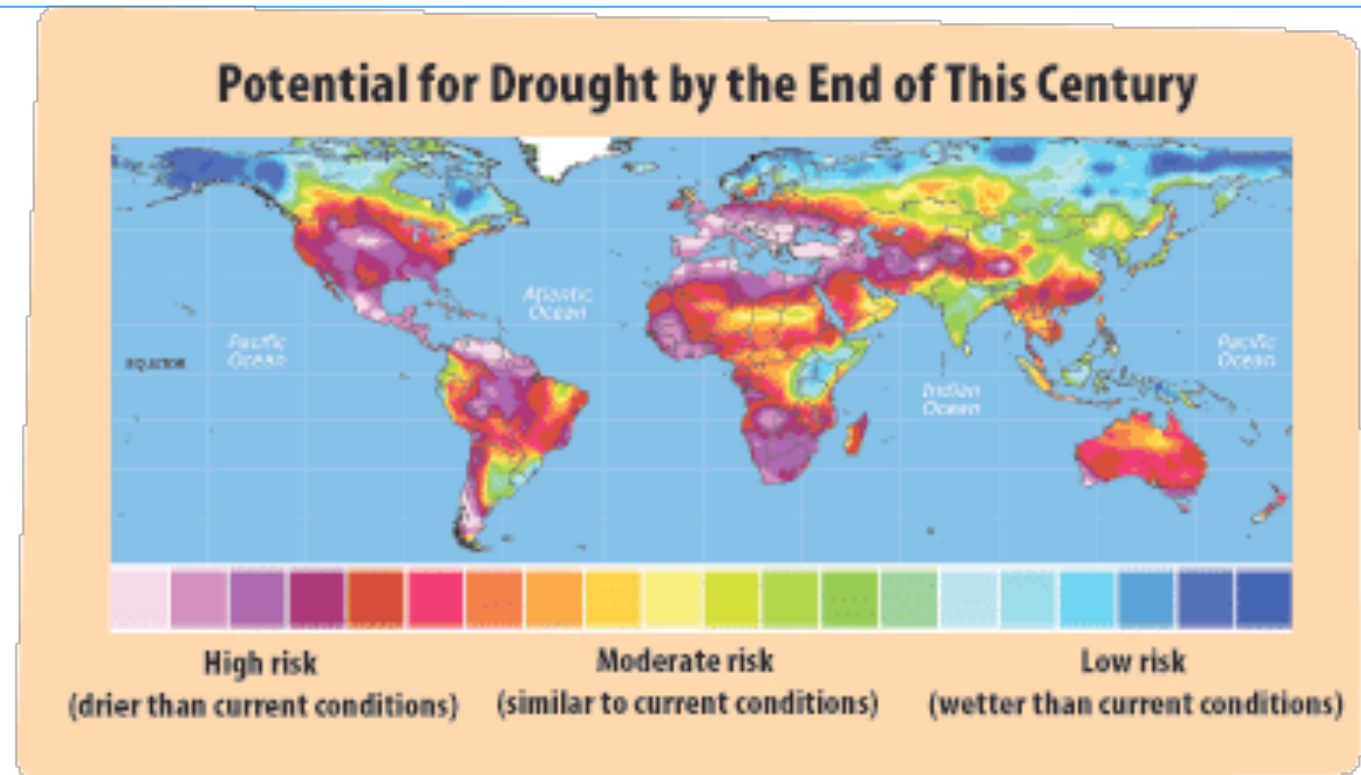 Potential for Drought by the End of This Century
Atlantic
Ocean
Pacific
Ocean
EQUATOR
Pacific
Ocean
Indian
Ocean
High risk
(drier than current conditions)
Moderate risk
(similar to current conditions)
Low risk
(wetter than current conditions)